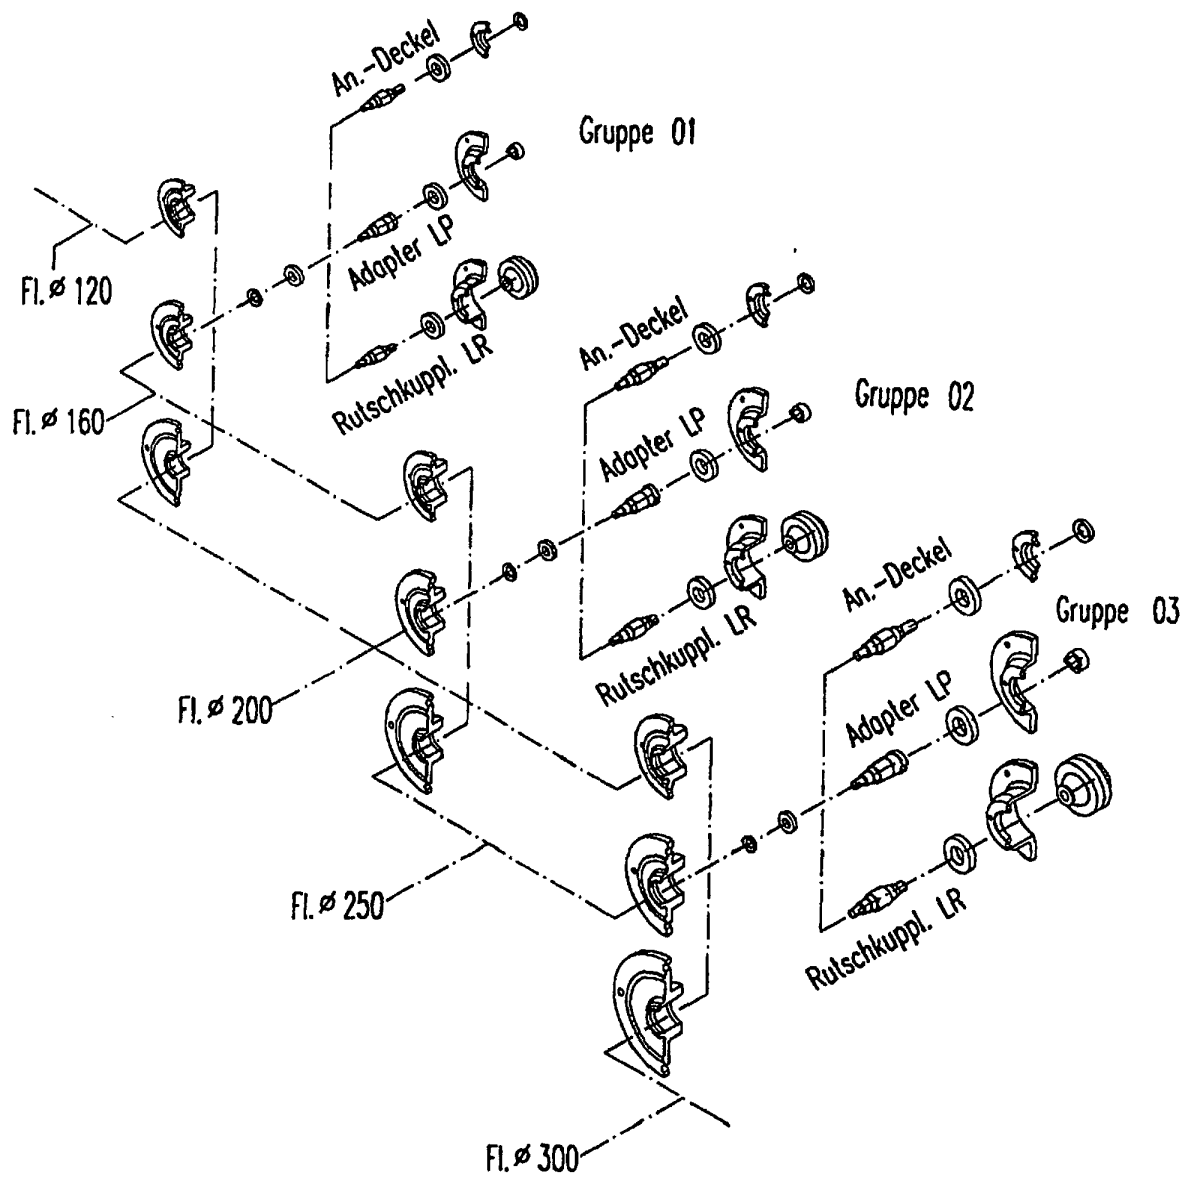 An.-Deckel
Gruppe 01
Adapter LP
Fl. ø 120
Rutschkuppl. LR
Fl. ø 160
An.-Deckel
Gruppe 02
Adapter LP
Rutschkuppl. LR
Fl. ø 200
An.-Deckel
Gruppe 03
Adapter LP
Rutschkuppl. LR
Fl. ø 250
Fl. ø 300